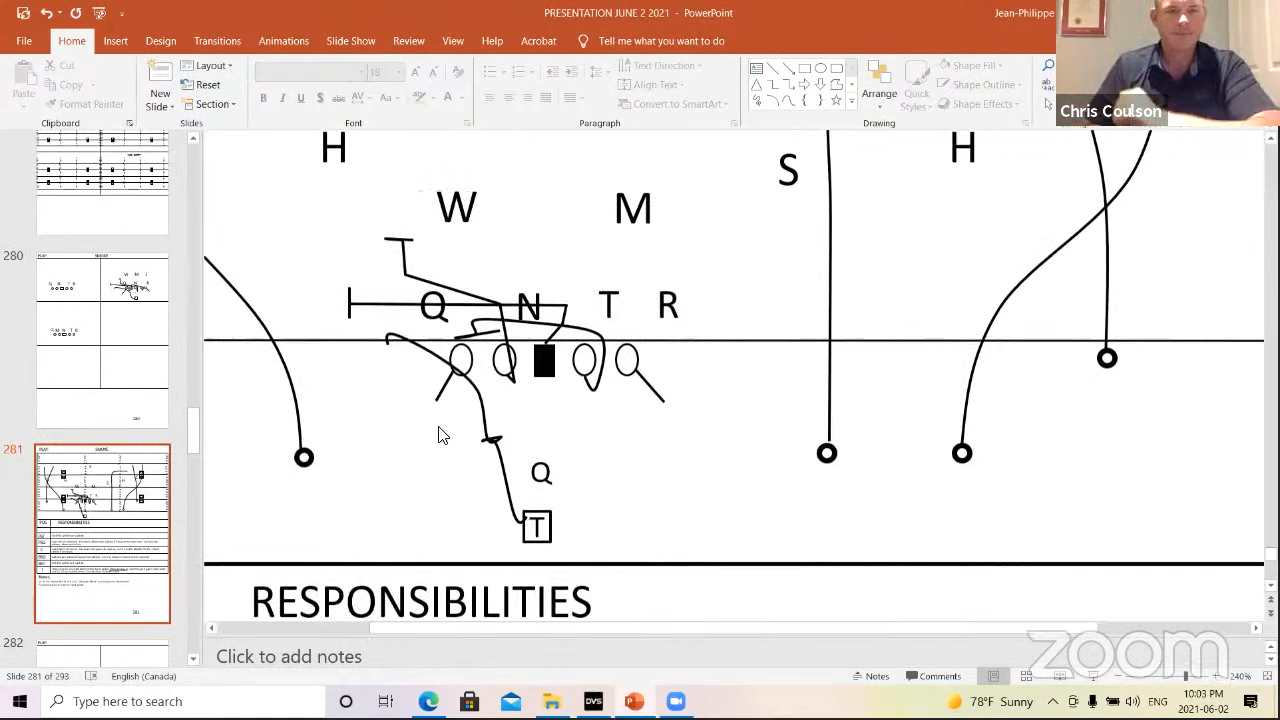 PRESENTATION JUNE 2 2021 - PowerPoint
Jean-Philippe
File Home Insert Design Transitions Animations Slide Show Review View Help Acrobat Tell me what you want to do
Paste
Cut
Copy
Format Painter
Clipboard
New Slide
Layout
Reset
Section
Slides
18
Font
Paragraph
Text Direction
Align Text
Convert to SmartArt
Arrange
Quick Styles
Shape Fill
Shape Outline
Shape Effects
Drawing
Chris Coulson
H S H
W M
Q N T R
Q
T
RESPONSIBILITIES
280
281
282
SMOKE
RESPONSIBILITIES
Click to add notes
zoom
Slide 281 of 293 English (Canada) Notes Comments 240%
Type here to search
DVS
78°F Sunny
10:03 PM
2021-06-02